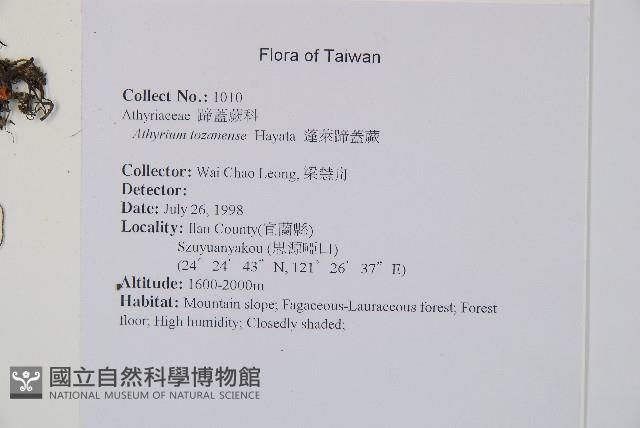 Flora of Taiwan
Collect No.: 1010
Athyriaceae 蹄蓋蕨科
Athyrium tozanense Hayata 蓬萊蹄蓋蕨
Collector: Wai Chao Leong, 梁慧舟
Detector:
Date: July 26, 1998
Locality: Ilan County(宜蘭縣)
Szuyuanyakou (思源啞口)
(24° 24' 43" N, 121° 26' 37" E)
Altitude: 1600-2000m
Habitat: Mountain slope; Fagaceous-Lauraceous forest; Forest
floor; High humidity; Closedly shaded;
國立自然科學博物館
NATIONAL MUSEUM OF NATURAL SCIENCE